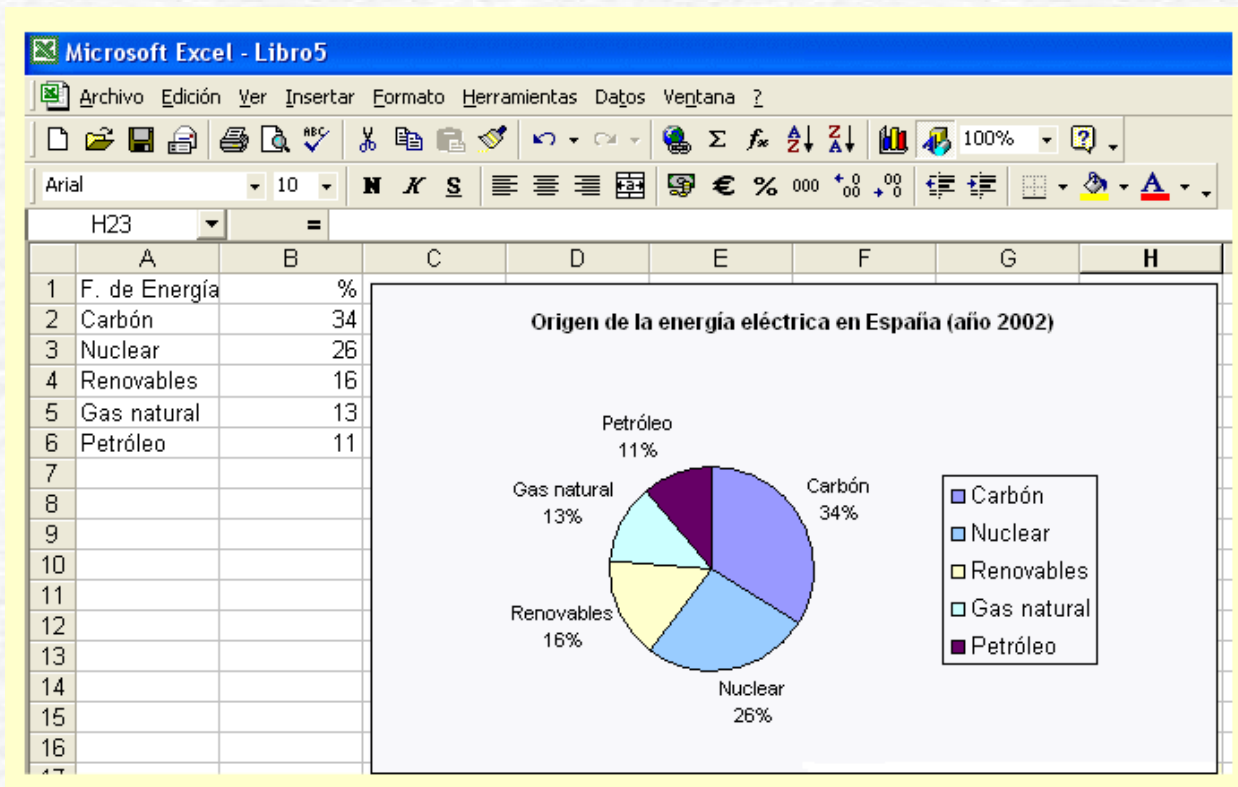 Microsoft Excel - Libro5
Archivo Edición Ver Insertar Formato Herramientas Datos Ventana ?
ABC Σ fx A Z Z A 100% ?
Arial 10 N K S € % 000 A
H23 =
A B C D E F G H
1 F. de Energía %
2 Carbón 34
3 Nuclear 26
4 Renovables 16
5 Gas natural 13
6 Petróleo 11
7
8
9
10
11
12
13
14
15
16
17
Origen de la energía eléctrica en España (año 2002)
Petróleo
11%
Carbón
34%
Gas natural
13%
Renovables
16%
Nuclear
26%
Carbón
Nuclear
Renovables
Gas natural
Petróleo